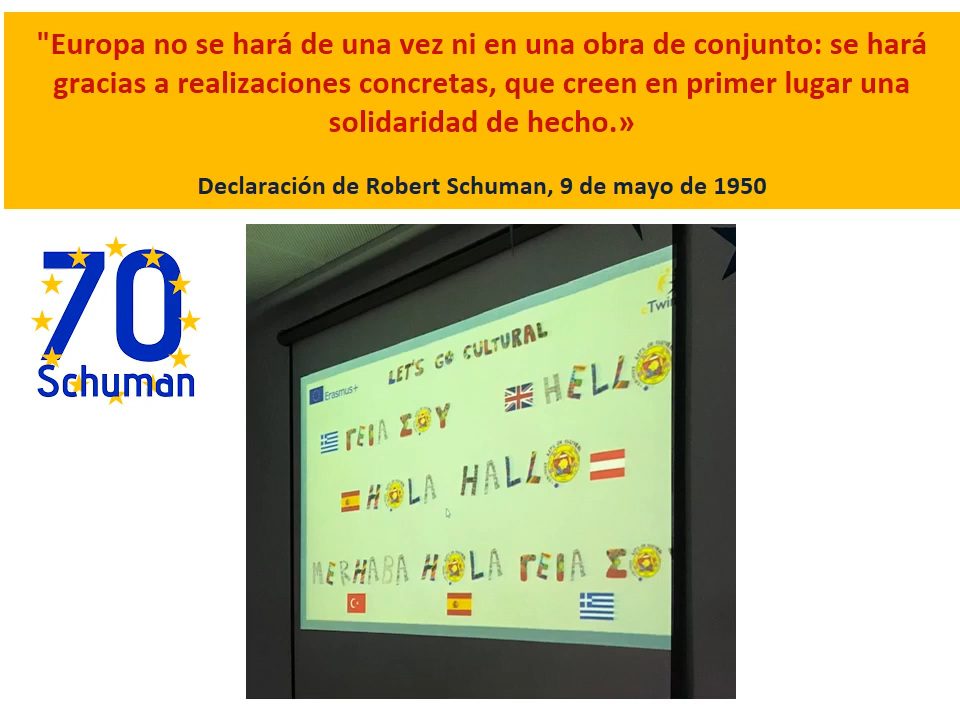 "Europa no se hará de una vez ni en una obra de conjunto: se hará
gracias a realizaciones concretas, que creen en primer lugar una
solidaridad de hecho.»
Declaración de Robert Schuman, 9 de mayo de 1950
70
Schuman
LET'S GO CULTURAL
Erasmus+
HELLO
ΓΕΙΑ ΣΟΥ
HOLA HALLO
MERHABA HOLA ΓΕΙΑ ΣΟ